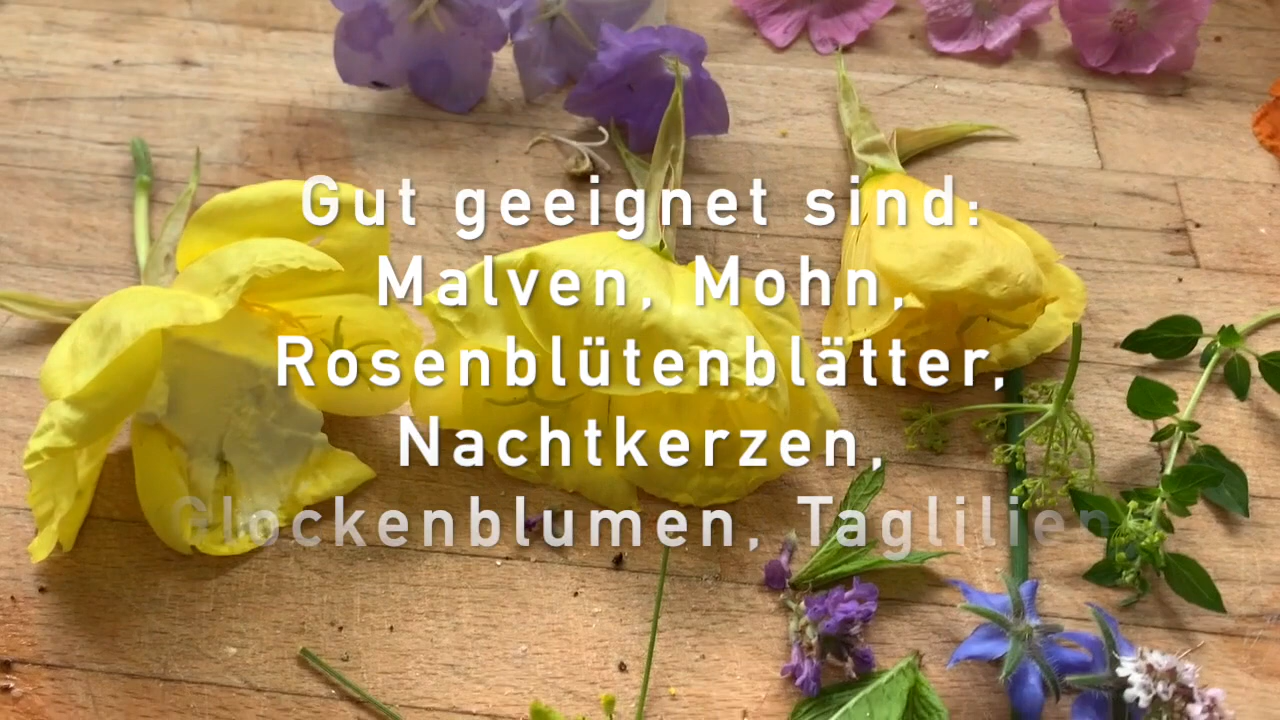 Gut geeignet sind:
Malven, Mohn,
Rosenblütenblätter,
Nachtkerzen,
Glockenblumen, Taglilien